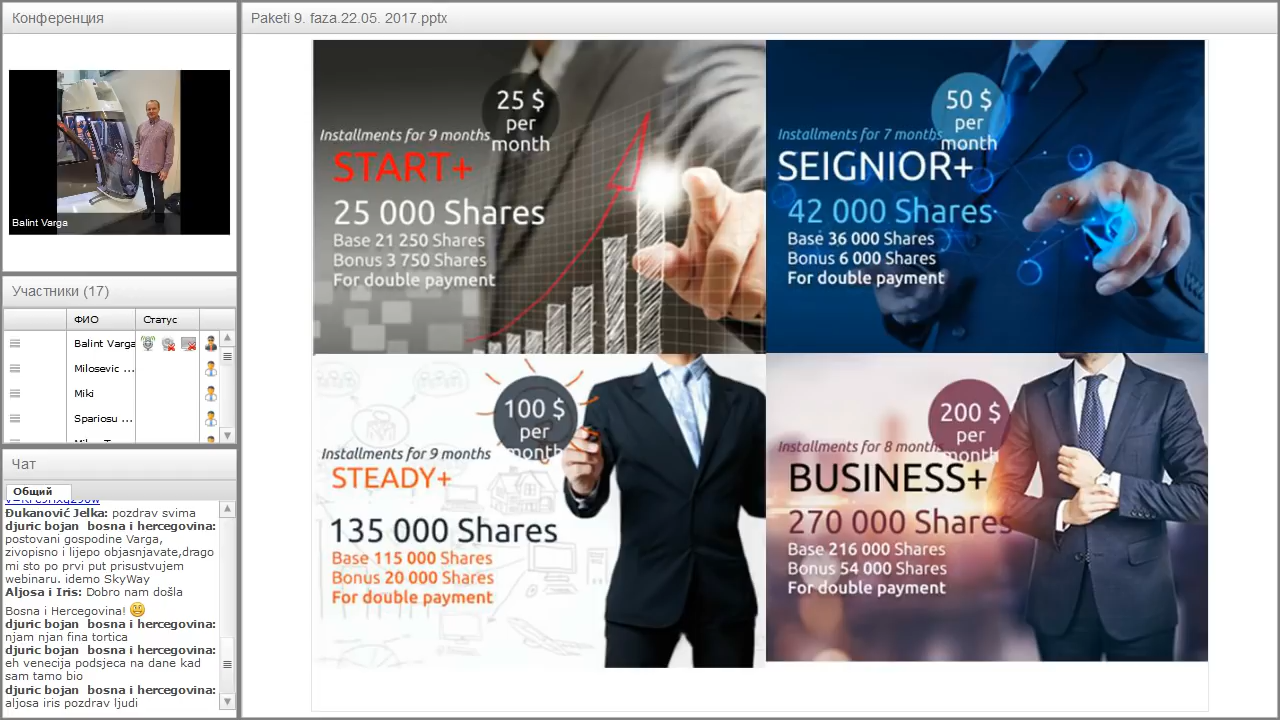 Конференция
Balint Varga
Участники (17)
ФИО
Статус
Balint Varga
Milosevic ...
Miki
Spariosu ...
Чат
Общий
Đukanović Jelka: pozdrav svima
djuric bojan bosna i hercegovina:
postovani gospodine Varga,
zivopisno i lijepo objasnjavate,drago
mi sto po prvi put prisustvujem
webinaru. idemo SkyWay
Aljosa i Iris: Dobro nam došla
Bosna i Hercegovina!
djuric bojan bosna i hercegovina:
njam njan fina tortica
djuric bojan bosna i hercegovina:
eh venecija podsjeca na dane kad
sam tamo bio
djuric bojan bosna i hercegovina:
aljosa iris pozdrav ljudi
Paketi 9. faza.22.05. 2017.pptx
25 $
per
month
Installments for 9 months
START+
25 000 Shares
Base 21 250 Shares
Bonus 3 750 Shares
For double payment
50 $
per
month
Installments for 7 months
SEIGNIOR+
42 000 Shares
Base 36 000 Shares
Bonus 6 000 Shares
For double payment
100 $
per
month
Installments for 9 months
STEADY+
135 000 Shares
Base 115 000 Shares
Bonus 20 000 Shares
For double payment
200 $
per
month
Installments for 8 months
BUSINESS+
270 000 Shares
Base 216 000 Shares
Bonus 54 000 Shares
For double payment